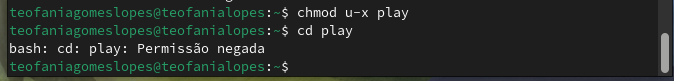 teofaniagomeslopes@teofanialopes:~$ chmod u-x play
teofaniagomeslopes@teofanialopes:~$ cd play
bash: cd: play: Permissão negada
teofaniagomeslopes@teofanialopes:~$